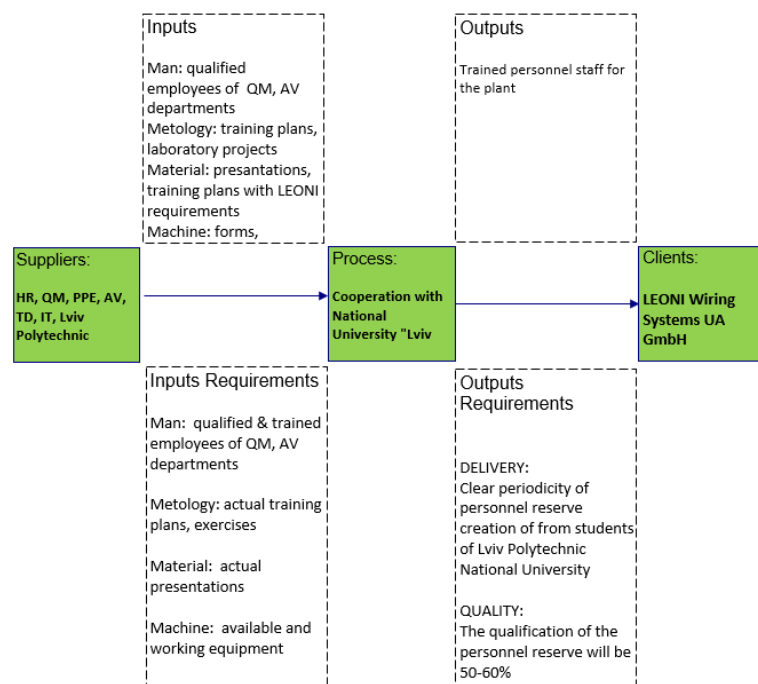 Inputs
Man: qualified
employees of QM, AV
departments
Metology: training plans,
laboratory projects
Material: presantations,
training plans with LEONI
requirements
Machine: forms,
Outputs
Trained personnel staff for
the plant
Suppliers:
HR, QM, PPE, AV,
TD, IT, Lviv
Polytechnic
Process:
Cooperation with
National
University "Lviv
Clients:
LEONI Wiring
Systems UA
GmbH
Inputs Requirements
Man: qualified & trained
employees of QM, AV
departments
Metology: actual training
plans, exercises
Material: actual
presentations
Machine: available and
working equipment
Outputs
Requirements
DELIVERY:
Clear periodicity of
personnel reserve
creation of from students
of Lviv Polytechnic
National University
QUALITY:
The qualification of the
personnel reserve will be
50-60%